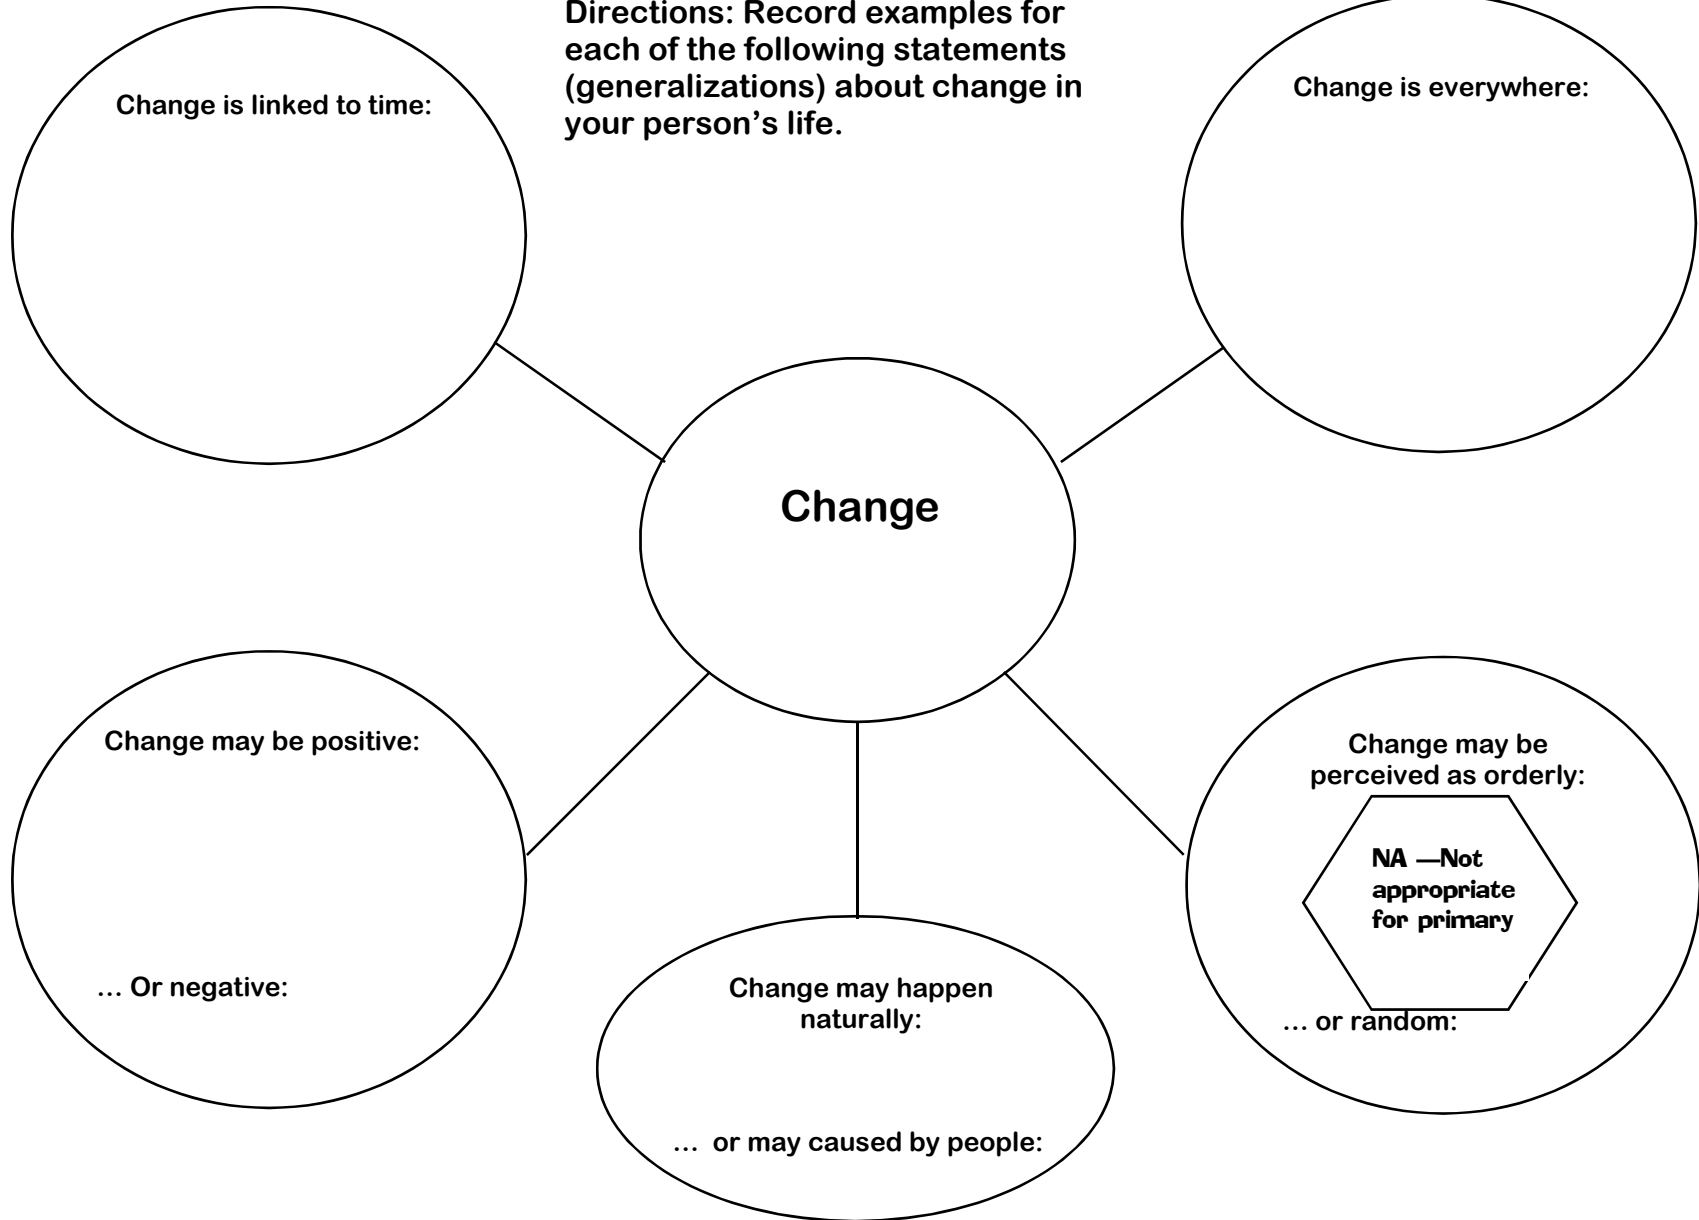 Directions: Record examples for
each of the following statements
(generalizations) about change in
your person's life.
Change is linked to time:
Change is everywhere:
Change
Change may be positive:
... Or negative:
Change may happen
naturally:
... or may caused by people:
Change may be
perceived as orderly:
NA —Not
appropriate
for primary
... or random: